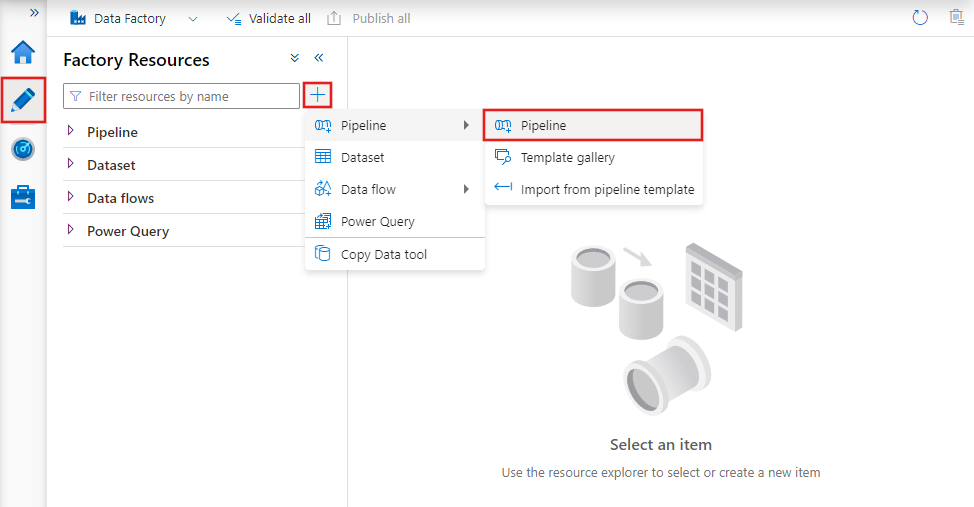 Data Factory
Validate all
Publish all
Factory Resources
Filter resources by name
Pipeline
Dataset
Data flows
Power Query
Pipeline
Dataset
Data flow
Power Query
Copy Data tool
Pipeline
Template gallery
Import from pipeline template
Select an item
Use the resource explorer to select or create a new item